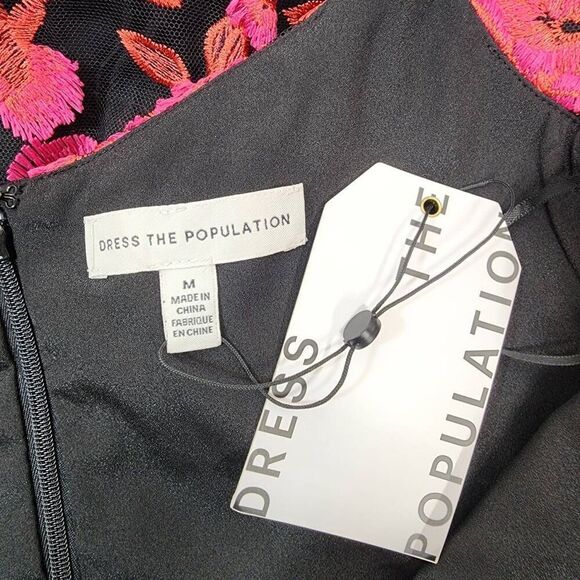 DRESS THE POPULATION
M
MADE IN
CHINA
FABRIQUE
EN CHINE
DRESS THE
POPULATION